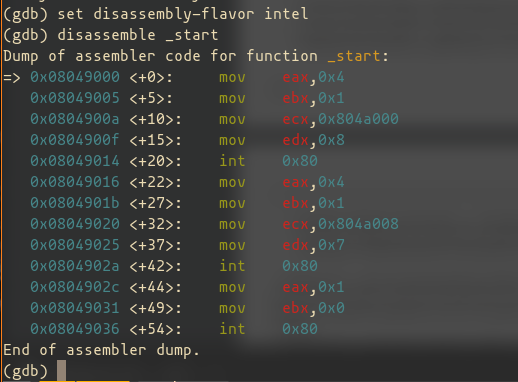 (gdb) set disassembly-flavor intel
(gdb) disassemble _start
Dump of assembler code for function _start:
=> 0x08049000 <+0>:     mov    eax,0x4
   0x08049005 <+5>:     mov    ebx,0x1
   0x0804900a <+10>:    mov    ecx,0x804a000
   0x0804900f <+15>:    mov    edx,0x8
   0x08049014 <+20>:    int    0x80
   0x08049016 <+22>:    mov    eax,0x4
   0x0804901b <+27>:    mov    ebx,0x1
   0x08049020 <+32>:    mov    ecx,0x804a008
   0x08049025 <+37>:    mov    edx,0x7
   0x0804902a <+42>:    int    0x80
   0x0804902c <+44>:    mov    eax,0x1
   0x08049031 <+49>:    mov    ebx,0x0
   0x08049036 <+54>:    int    0x80
End of assembler dump.
(gdb)